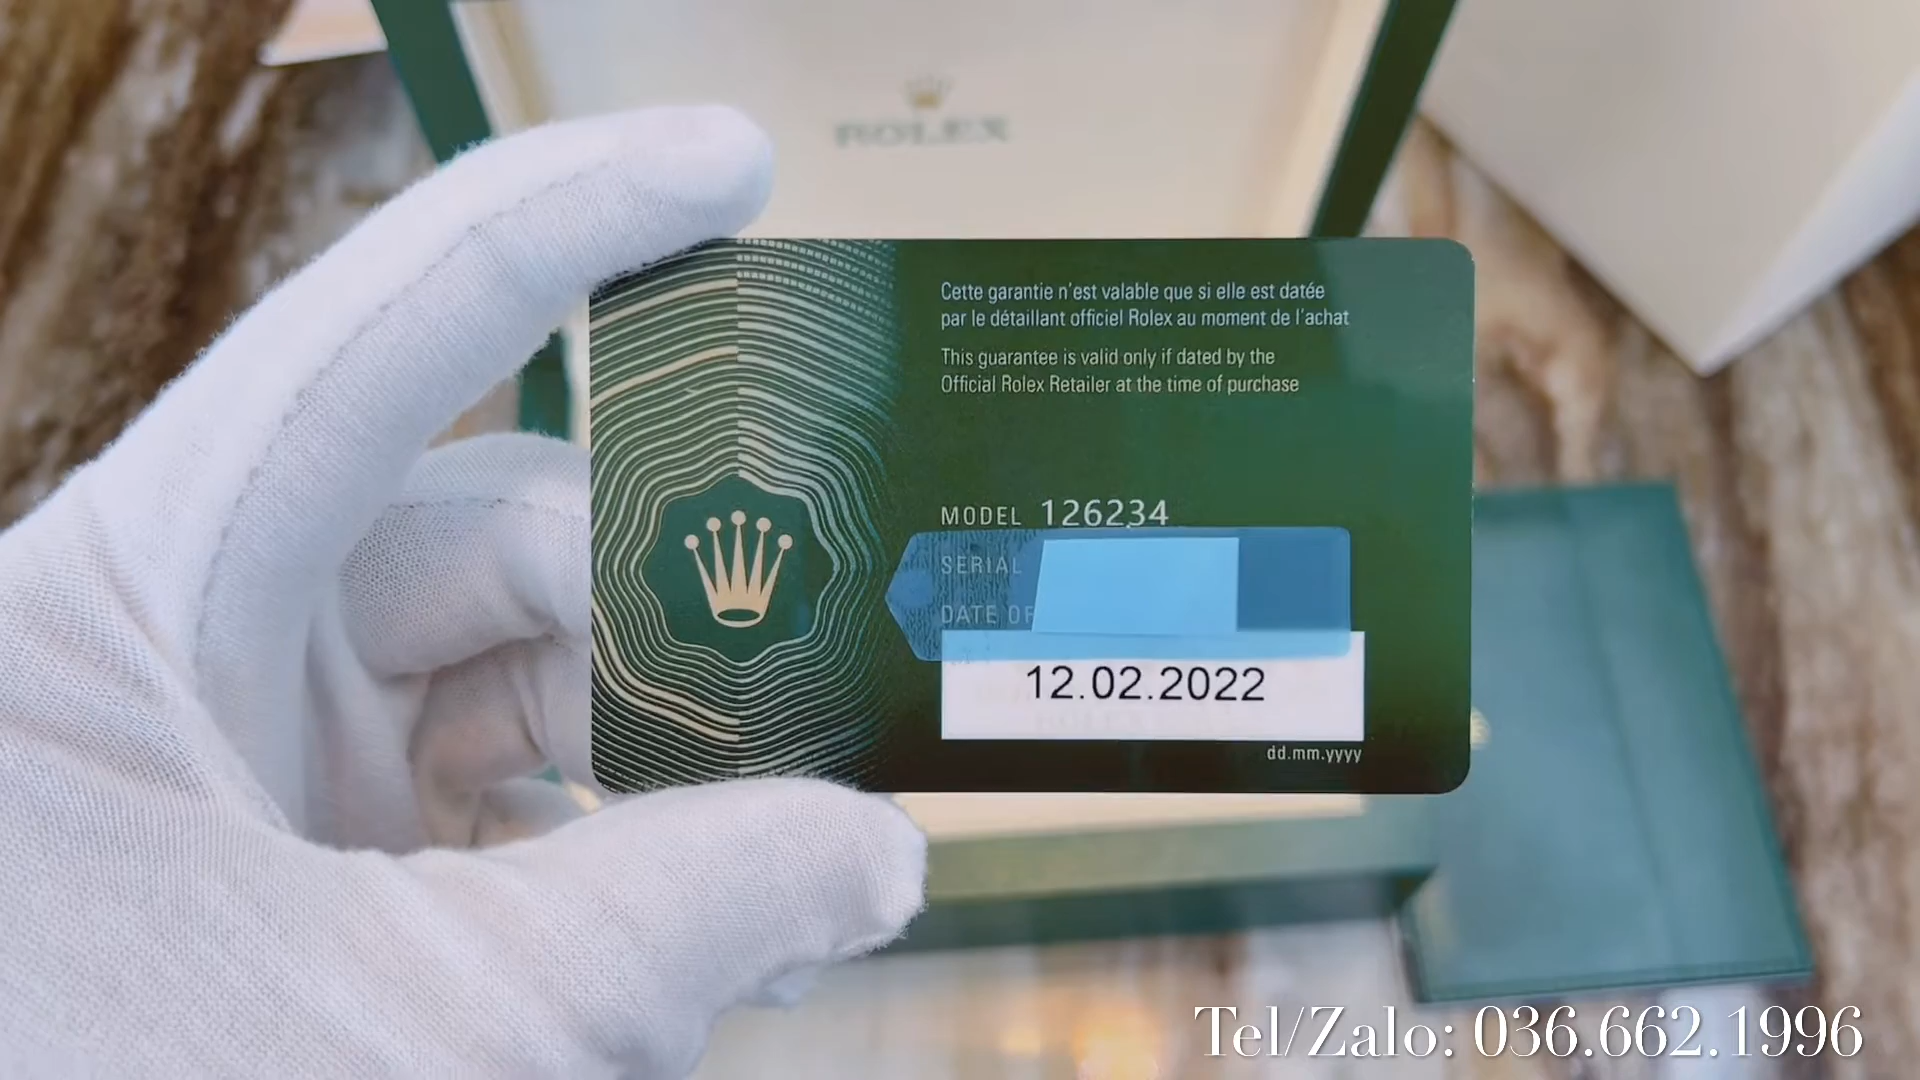 ROLEX
Cette garantie n'est valable que si elle est datée
par le détaillant officiel Rolex au moment de l'achat
This guarantee is valid only if dated by the
Official Rolex Retailer at the time of purchase
MODEL 126234
SERIAL
DATE OF
12.02.2022
dd.mm.yyyy
Tel/Zalo: 036.662.1996